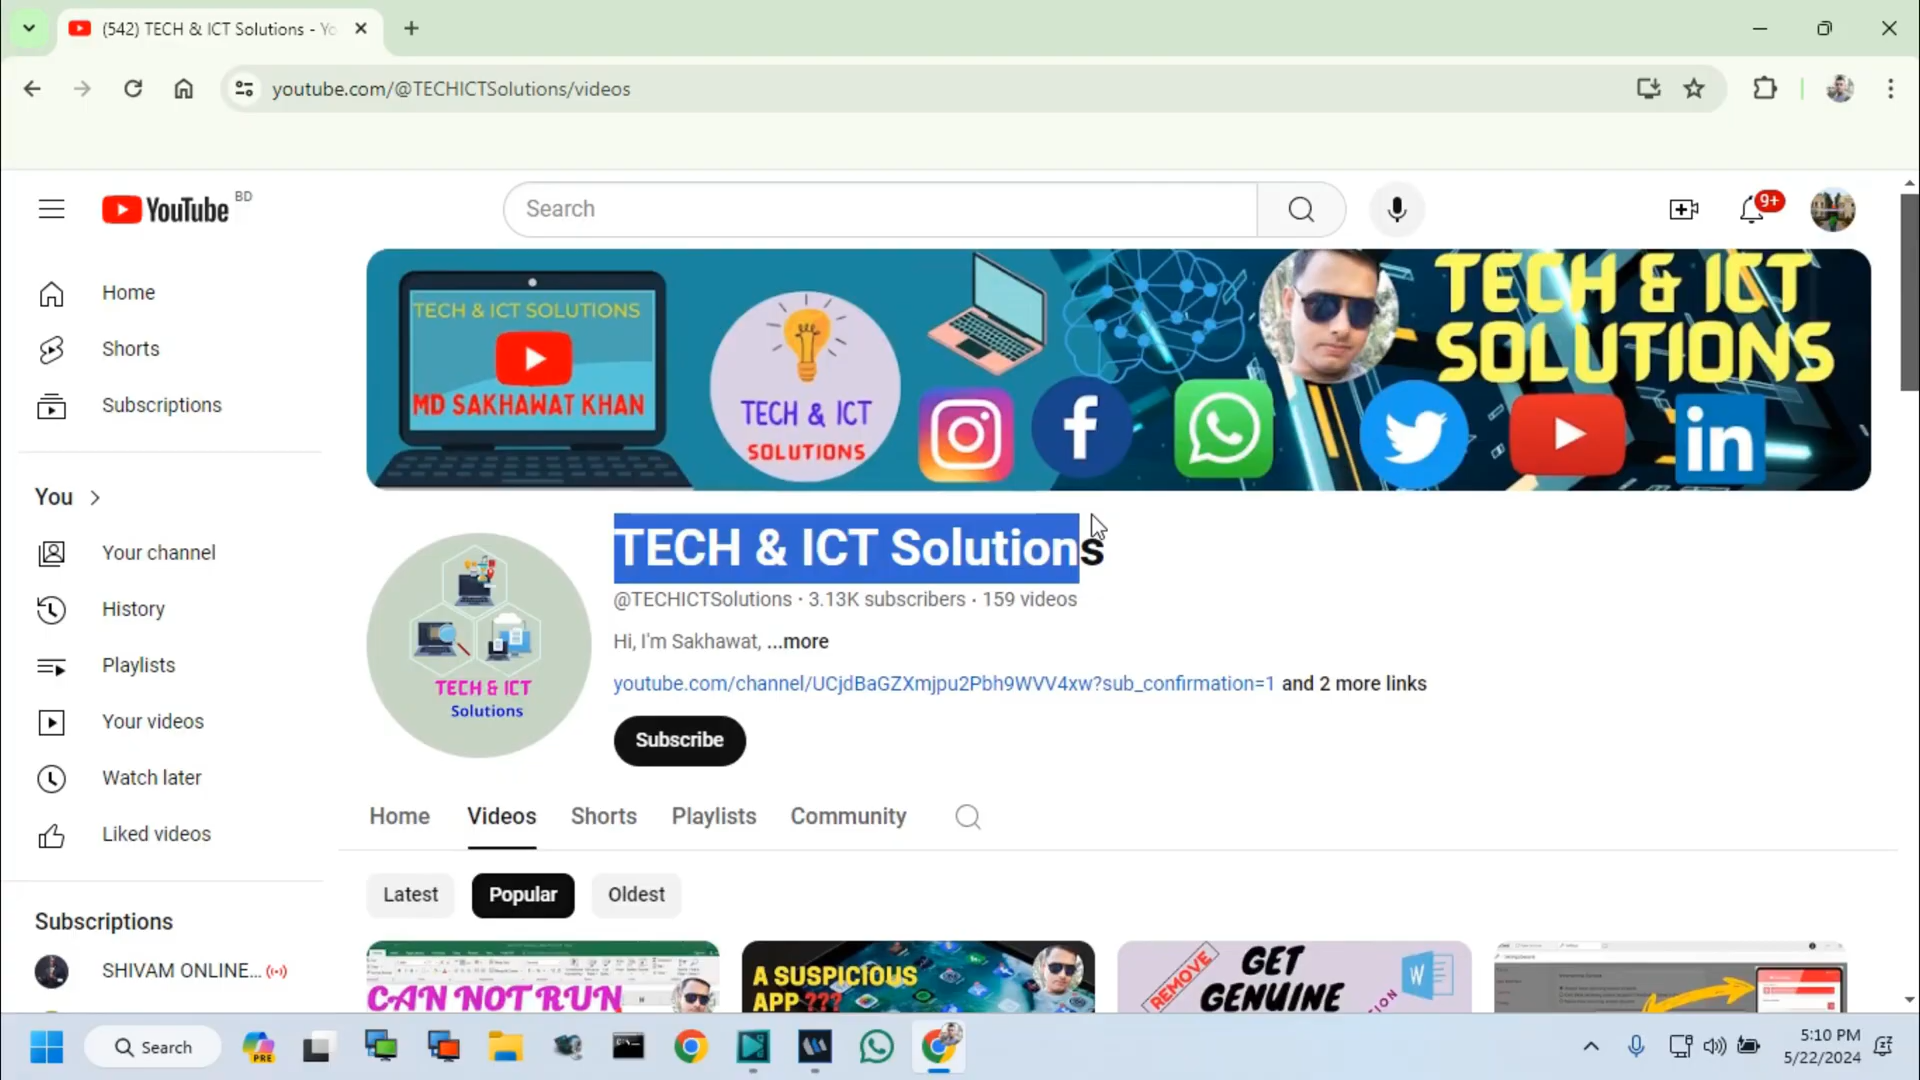 (542) TECH & ICT Solutions - Yo
youtube.com/@TECHICTSolutions/videos
YouTube BD
Search
9+
Home
Shorts
Subscriptions
You
Your channel
History
Playlists
Your videos
Watch later
Liked videos
Subscriptions
SHIVAM ONLINE...
TECH & ICT SOLUTIONS
MD SAKHAWAT KHAN
TECH & ICT
SOLUTIONS
TECH & ICT
SOLUTIONS
in
TECH & ICT
Solutions
TECH & ICT Solutions
@TECHICTSolutions · 3.13K subscribers · 159 videos
Hi, I'm Sakhawat, ...more
youtube.com/channel/UCjdBaGZXmjpu2Pbh9WVV4xw?sub_confirmation=1 and 2 more links
Subscribe
Home Videos Shorts Playlists Community
Latest Popular Oldest
CAN NOT RUN
A SUSPICIOUS
APP ???
REMOVE
GET
GENUINE
W
Search
PRE
5:10 PM
5/22/2024